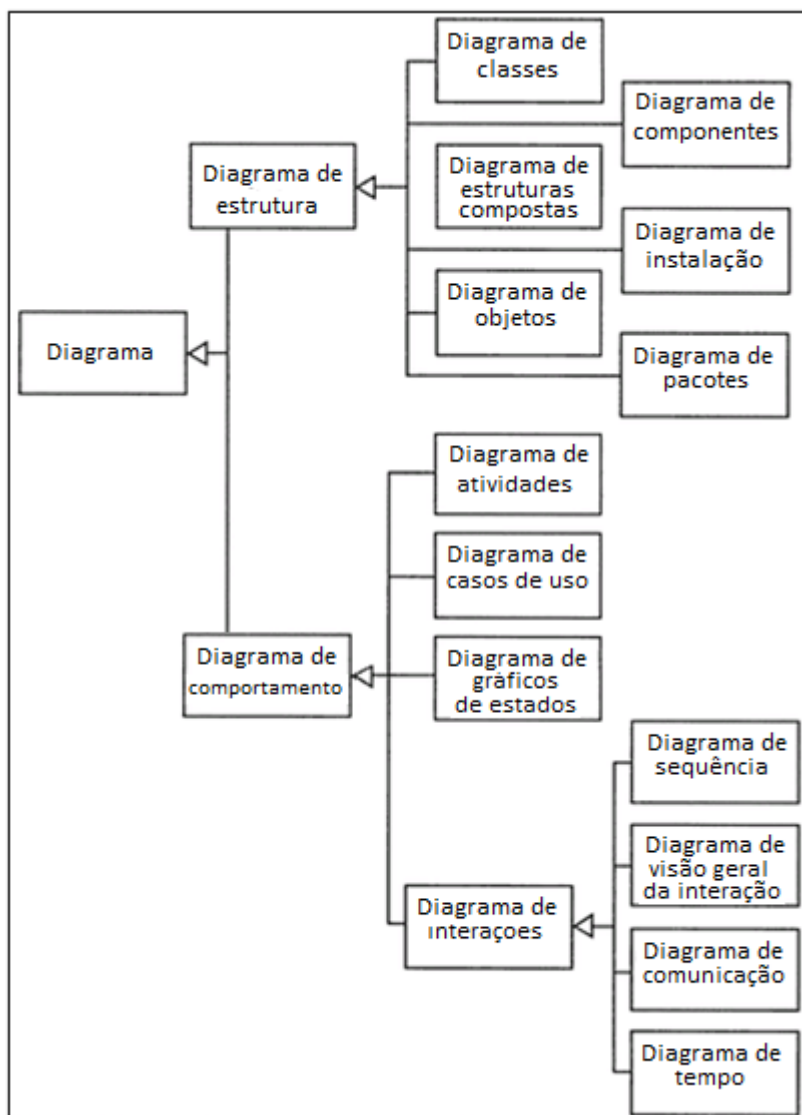 Diagrama de
classes
Diagrama de
componentes
Diagrama de
estruturas
compostas
Diagrama de
estrutura
Diagrama de
instalação
Diagrama de
objetos
Diagrama
Diagrama de
pacotes
Diagrama de
atividades
Diagrama de
casos de uso
Diagrama de
comportamento
Diagrama de
gráficos
de estados
Diagrama de
sequência
Diagrama de
visão geral
da interação
Diagrama de
interaçoes
Diagrama de
comunicação
Diagrama de
tempo